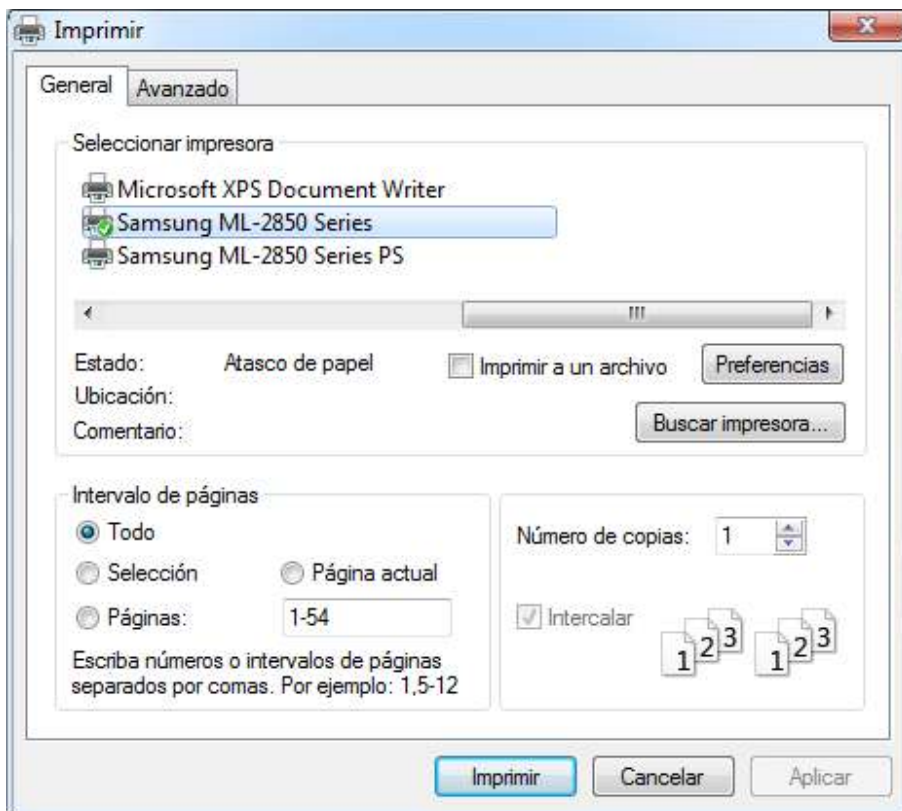 Imprimir
General Avanzado
Seleccionar impresora
Microsoft XPS Document Writer
Samsung ML-2850 Series
Samsung ML-2850 Series PS
Estado: Atasco de papel Imprimir a un archivo Preferencias
Ubicación:
Comentario: Buscar impresora...
Intervalo de páginas
Todo
Selección Página actual
Páginas: 1-54
Escriba números o intervalos de páginas
separados por comas. Por ejemplo: 1,5-12
Número de copias: 1
Intercalar
1 2 3 1 2 3
Imprimir Cancelar Aplicar